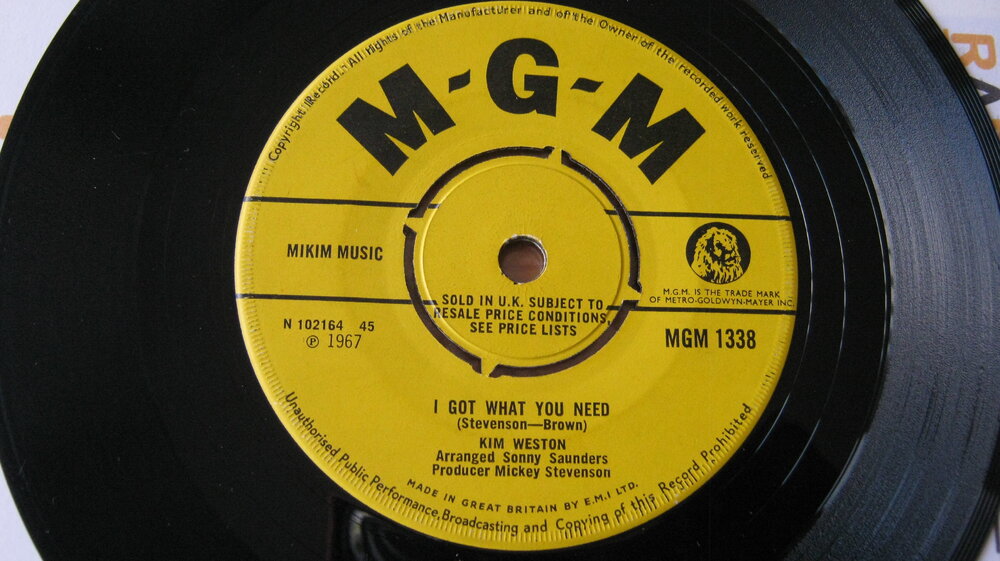 Copyright Record.- All Rights of the Manufacturer and of the Owner of the recorded work reserved
M-G-M
MIKIM MUSIC
M.G.M. IS THE TRADE MARK
OF METRO-GOLDWYN-MAYER INC.
SOLD IN U.K. SUBJECT TO
RESALE PRICE CONDITIONS,
SEE PRICE LISTS
N 102164 45
℗ 1967
MGM 1338
I GOT WHAT YOU NEED
(Stevenson—Brown)
KIM WESTON
Arranged Sonny Saunders
Producer Mickey Stevenson
MADE IN GREAT BRITAIN BY E.M.I LTD.
Unauthorised Public Performance, Broadcasting and Copying of this Record Prohibited